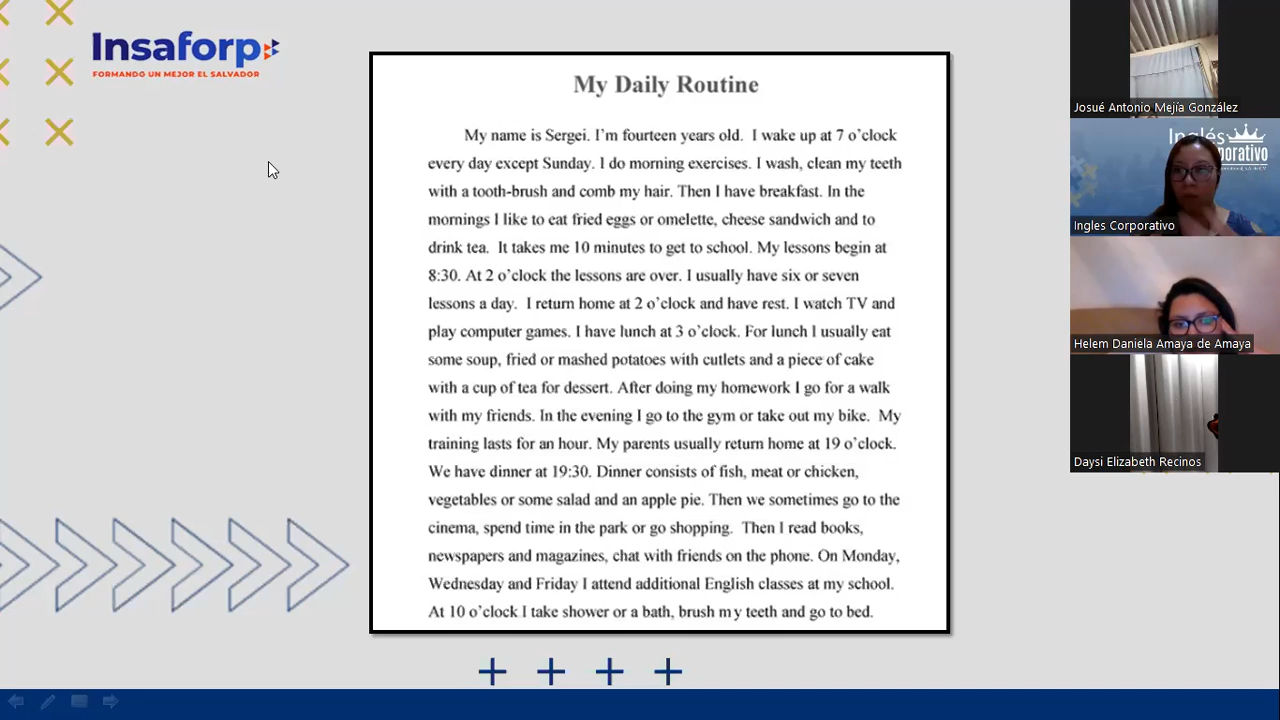 Insaforp
FORMANDO UN MEJOR EL SALVADOR
My Daily Routine
My name is Sergei. I'm fourteen years old. I wake up at 7 o'clock
every day except Sunday. I do morning exercises. I wash, clean my teeth
with a tooth-brush and comb my hair. Then I have breakfast. In the
mornings I like to eat fried eggs or omelette, cheese sandwich and to
drink tea. It takes me 10 minutes to get to school. My lessons begin at
8:30. At 2 o'clock the lessons are over. I usually have six or seven
lessons a day. I return home at 2 o'clock and have rest. I watch TV and
play computer games. I have lunch at 3 o'clock. For lunch I usually eat
some soup, fried or mashed potatoes with cutlets and a piece of cake
with a cup of tea for dessert. After doing my homework I go for a walk
with my friends. In the evening I go to the gym or take out my bike. My
training lasts for an hour. My parents usually return home at 19 o'clock.
We have dinner at 19:30. Dinner consists of fish, meat or chicken,
vegetables or some salad and an apple pie. Then we sometimes go to the
cinema, spend time in the park or go shopping. Then I read books,
newspapers and magazines, chat with friends on the phone. On Monday,
Wednesday and Friday I attend additional English classes at my school.
At 10 o'clock I take shower or a bath, brush my teeth and go to bed.
Josué Antonio Mejía González
Inglés
Ingles Corporativo
Helem Daniela Amaya de Amaya
Daysi Elizabeth Recinos